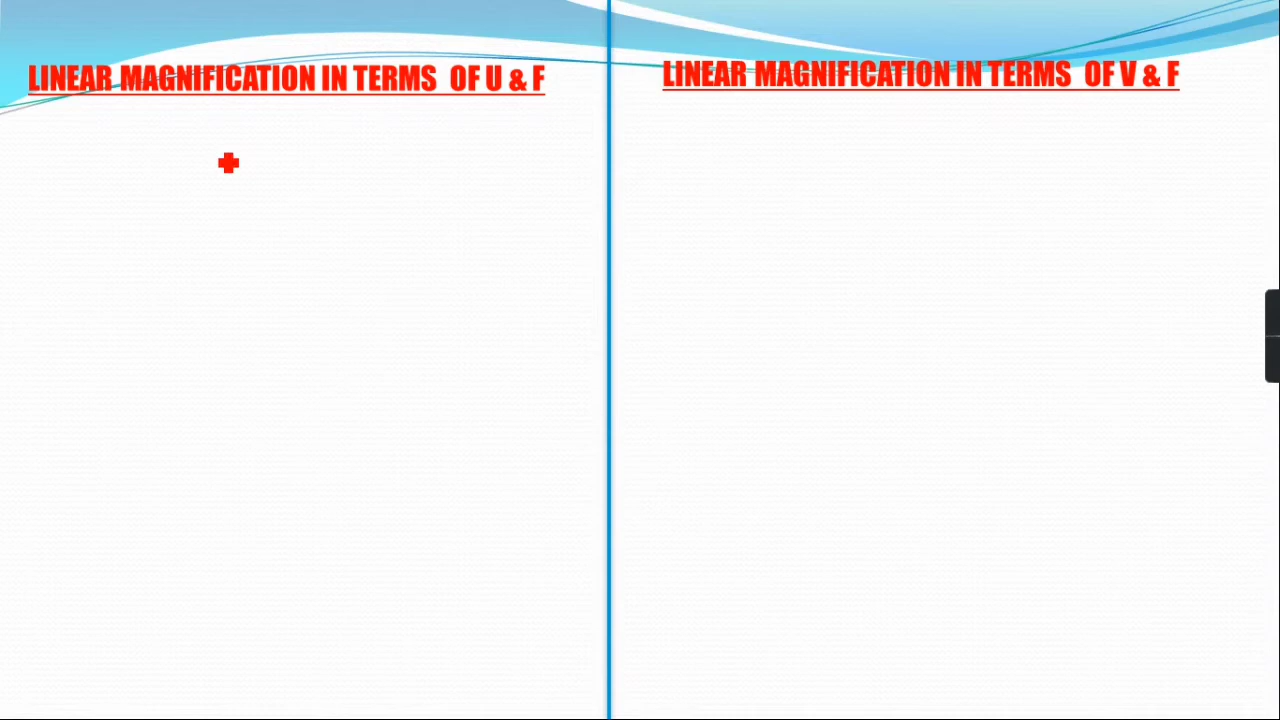 LINEAR MAGNIFICATION IN TERMS OF U & F
LINEAR MAGNIFICATION IN TERMS OF V & F